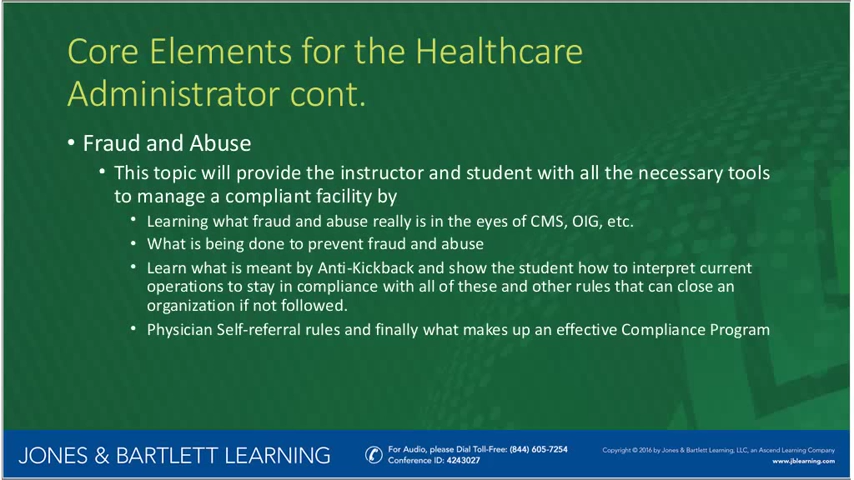 Core Elements for the Healthcare
Administrator cont.
• Fraud and Abuse
• This topic will provide the instructor and student with all the necessary tools
to manage a compliant facility by
• Learning what fraud and abuse really is in the eyes of CMS, OIG, etc.
• What is being done to prevent fraud and abuse
• Learn what is meant by Anti-Kickback and show the student how to interpret current
operations to stay in compliance with all of these and other rules that can close an
organization if not followed.
• Physician Self-referral rules and finally what makes up an effective Compliance Program
JONES & BARTLETT LEARNING
For Audio, please Dial Toll-Free: (844) 605-7254
Conference ID: 4243027
Copyright © 2016 by Jones & Bartlett Learning, LLC, an Ascend Learning Company
www.jblearning.com